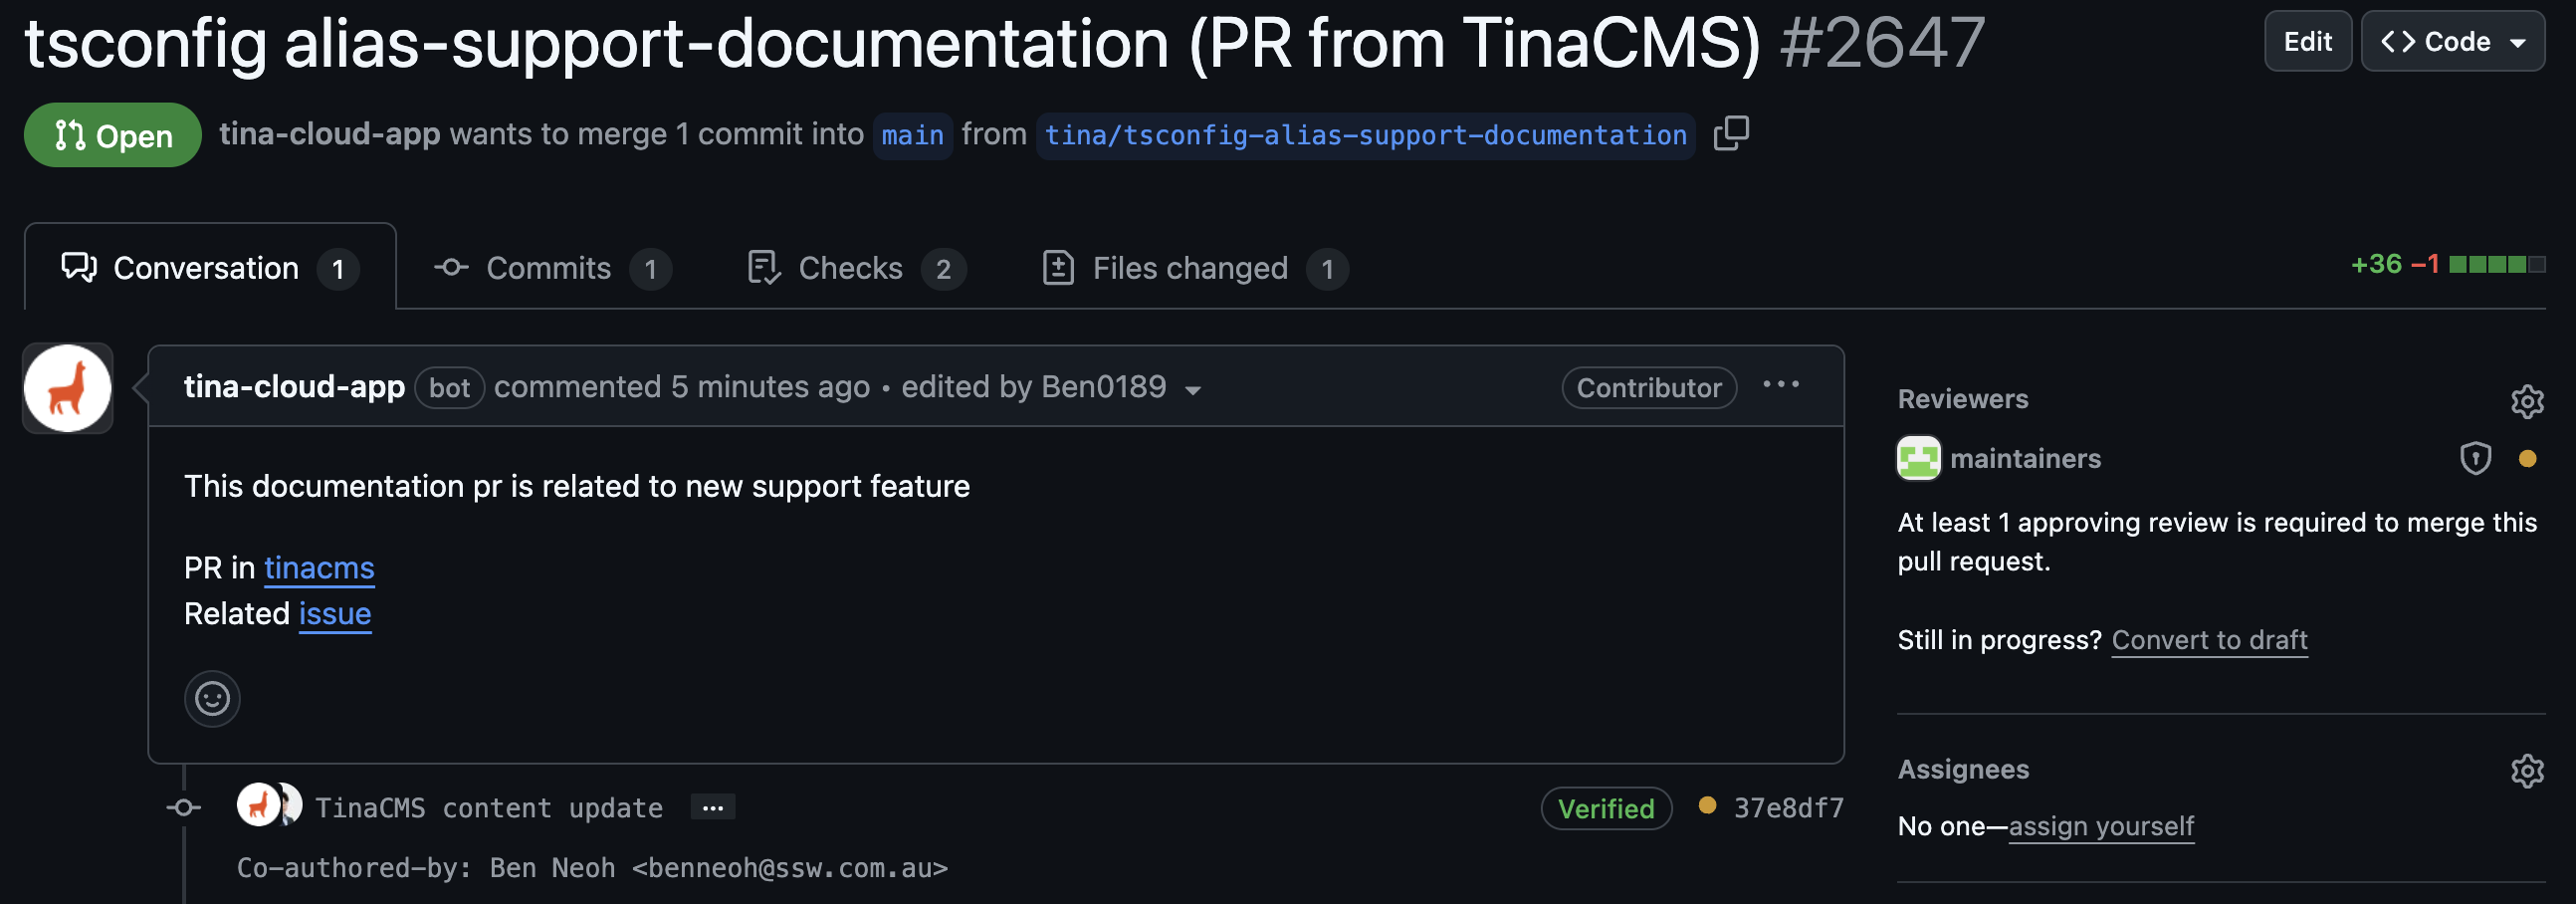 tsconfig alias-support-documentation (PR from TinaCMS) #2647
Edit
Code
Open
tina-cloud-app wants to merge 1 commit into main from tina/tsconfig-alias-support-documentation
Conversation 1
Commits 1
Checks 2
Files changed 1
+36 −1
tina-cloud-app bot commented 5 minutes ago • edited by Ben0189
Contributor
This documentation pr is related to new support feature
PR in tinacms
Related issue
TinaCMS content update
Verified
37e8df7
Co-authored-by: Ben Neoh <benneoh@ssw.com.au>
Reviewers
maintainers
At least 1 approving review is required to merge this
pull request.
Still in progress? Convert to draft
Assignees
No one—assign yourself